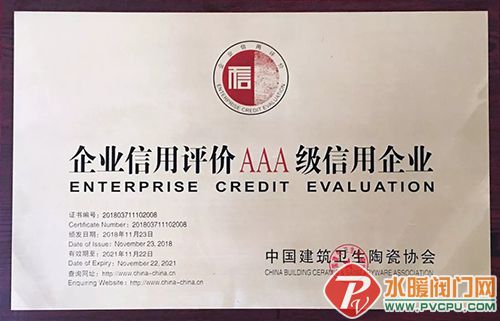 企业信用评价
信
ENTERPRISE CREDIT EVALUATION
企业信用评价AAA级信用企业
ENTERPRISE CREDIT EVALUATION
证书编号：201803711102008
Certificate Number：201803711102008
颁发日期：2018年11月23日
Date of Issue：November 23, 2018
有效期至：2021年11月22日
Date of Expiry：November 22, 2021
查询网址：http://www·china-china·cn
Enquiring Website：http://www·china-china·cn
中国建筑卫生陶瓷协会
CHINA BUILDING CERAMICS & SANITARYWARE ASSOCIATION
水暖阀门网
WWW.PVCPU.COM